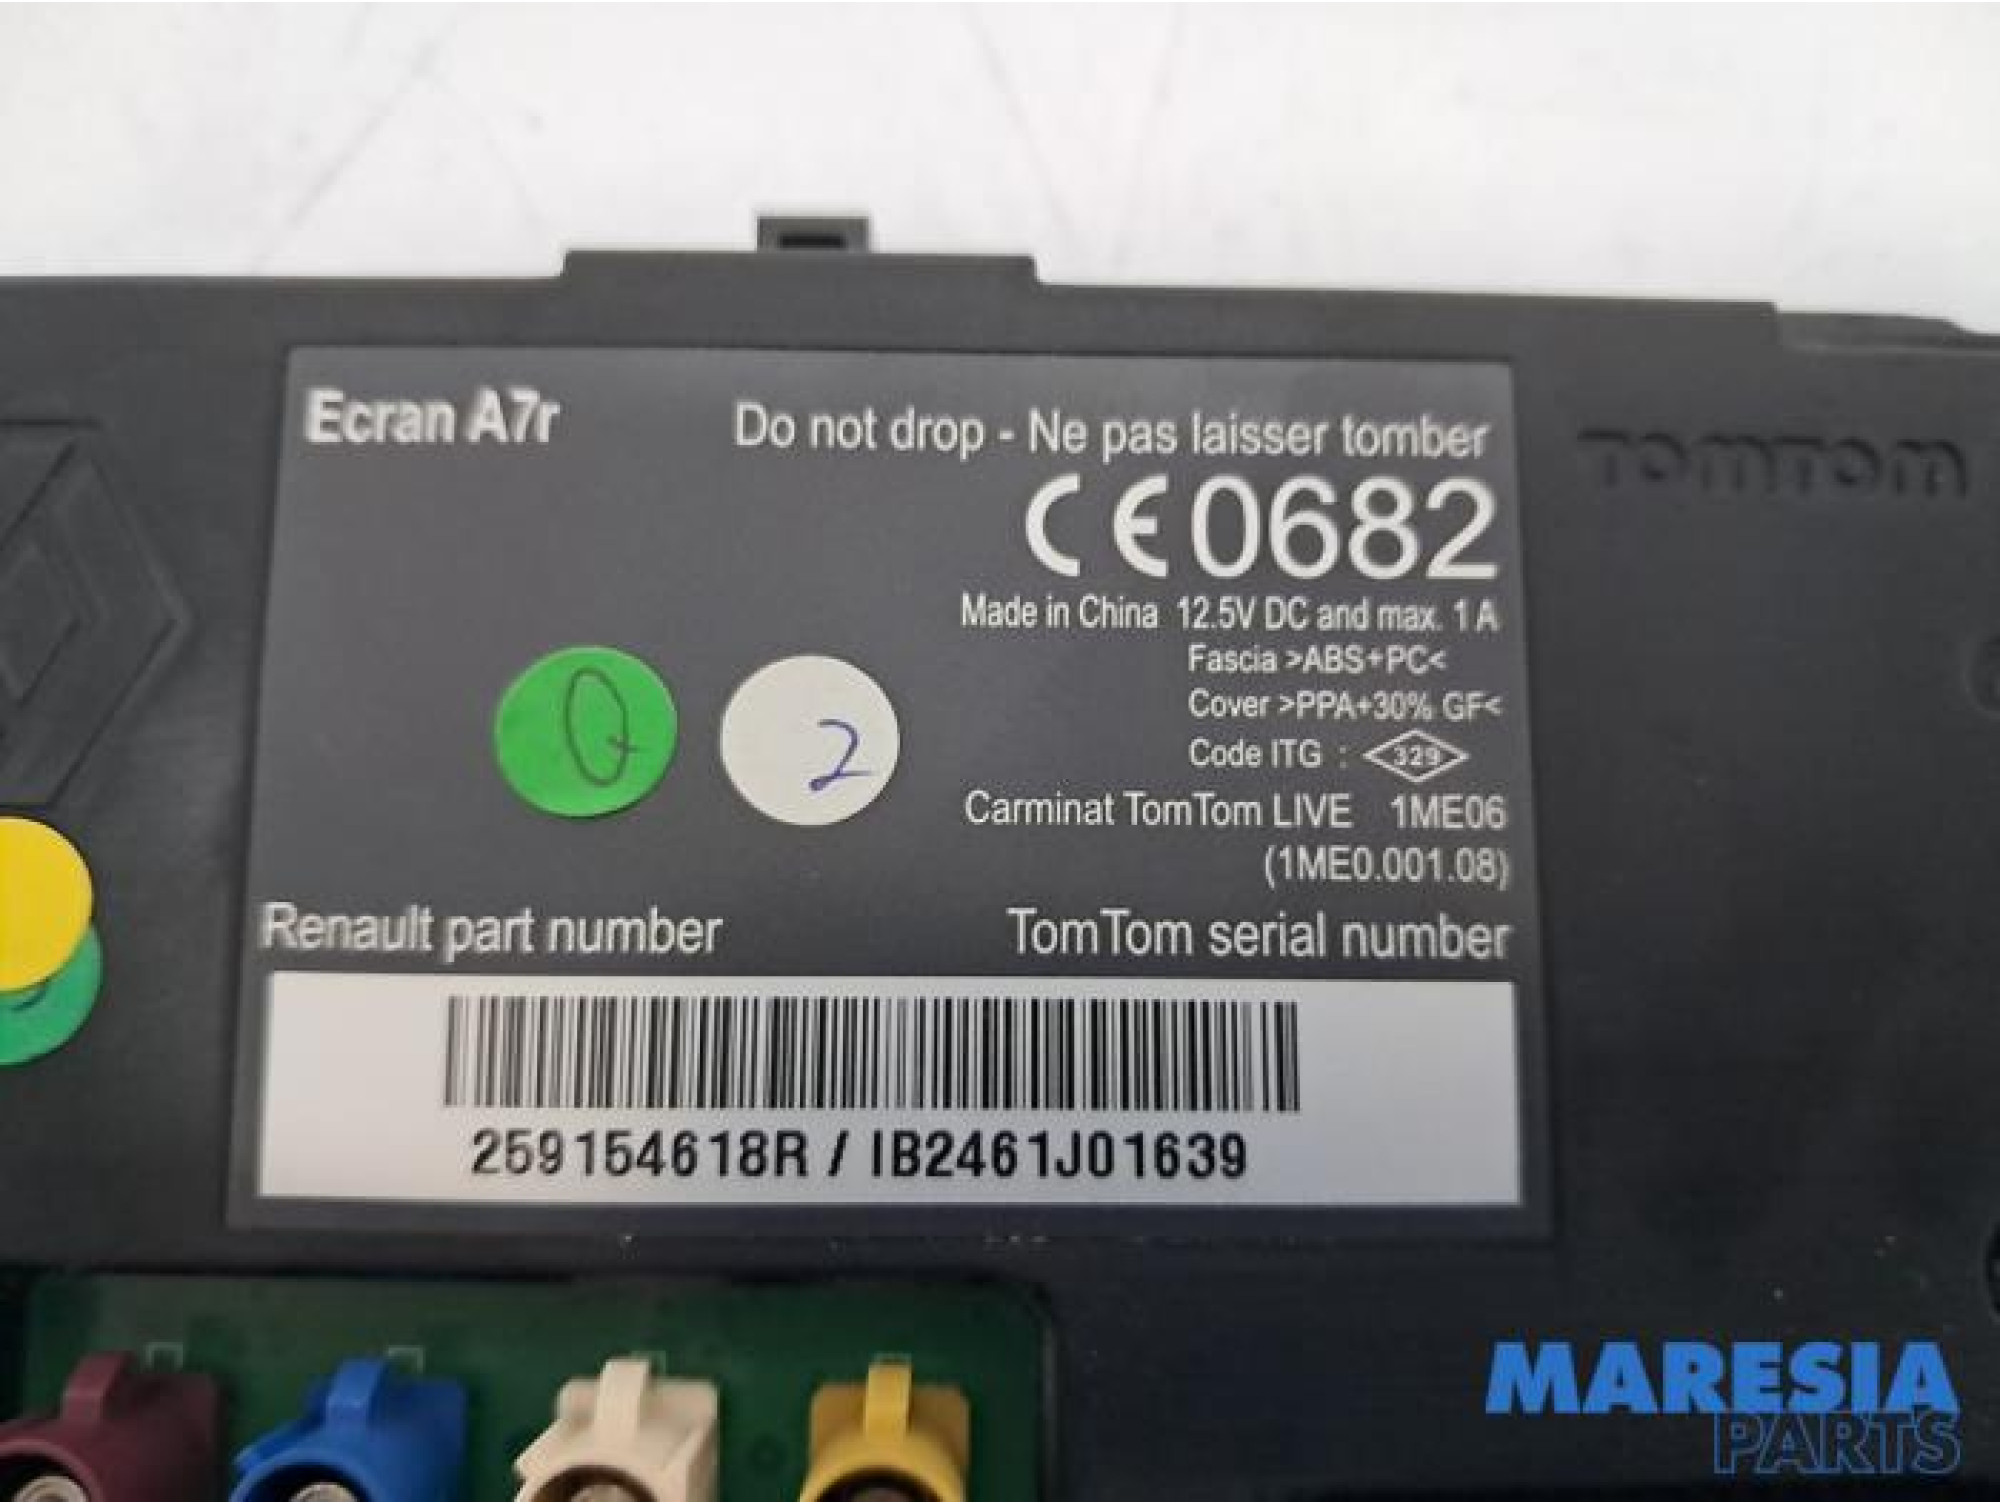 Ecran A7r
Do not drop - Ne pas laisser tomber
CE0682
TOMTOM
Made in China 12.5V DC and max. 1 A
Fascia >ABS+PC<
Cover >PPA+30% GF<
Code ITG : 329
2
Carminat TomTom LIVE 1ME06
(1ME0.001.08)
Renault part number
TomTom serial number
259154618R / IB2461J01639
MARESIA
PARTS